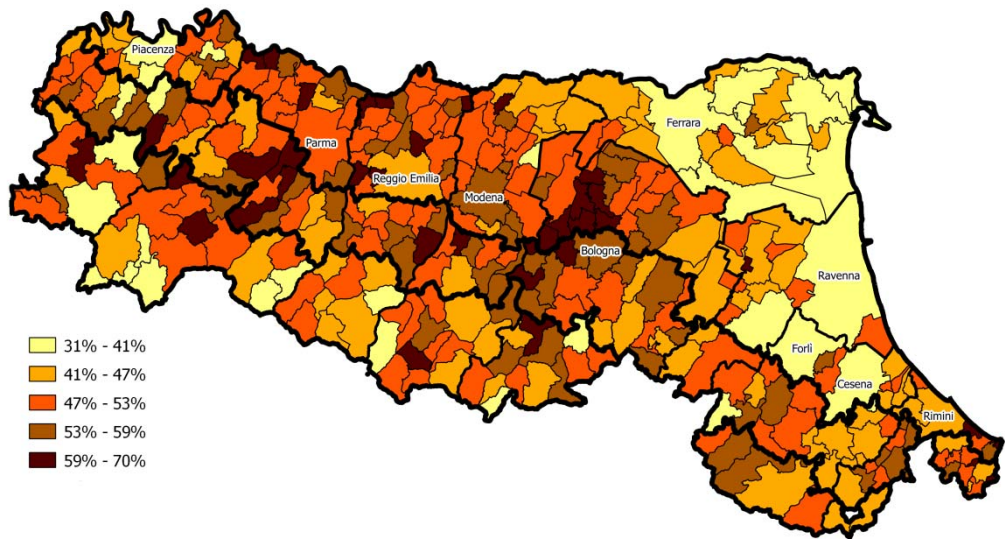 Piacenza
Parma
Reggio Emilia
Modena
Ferrara
Bologna
Ravenna
Forlì
Cesena
Rimini
31% - 41%
41% - 47%
47% - 53%
53% - 59%
59% - 70%